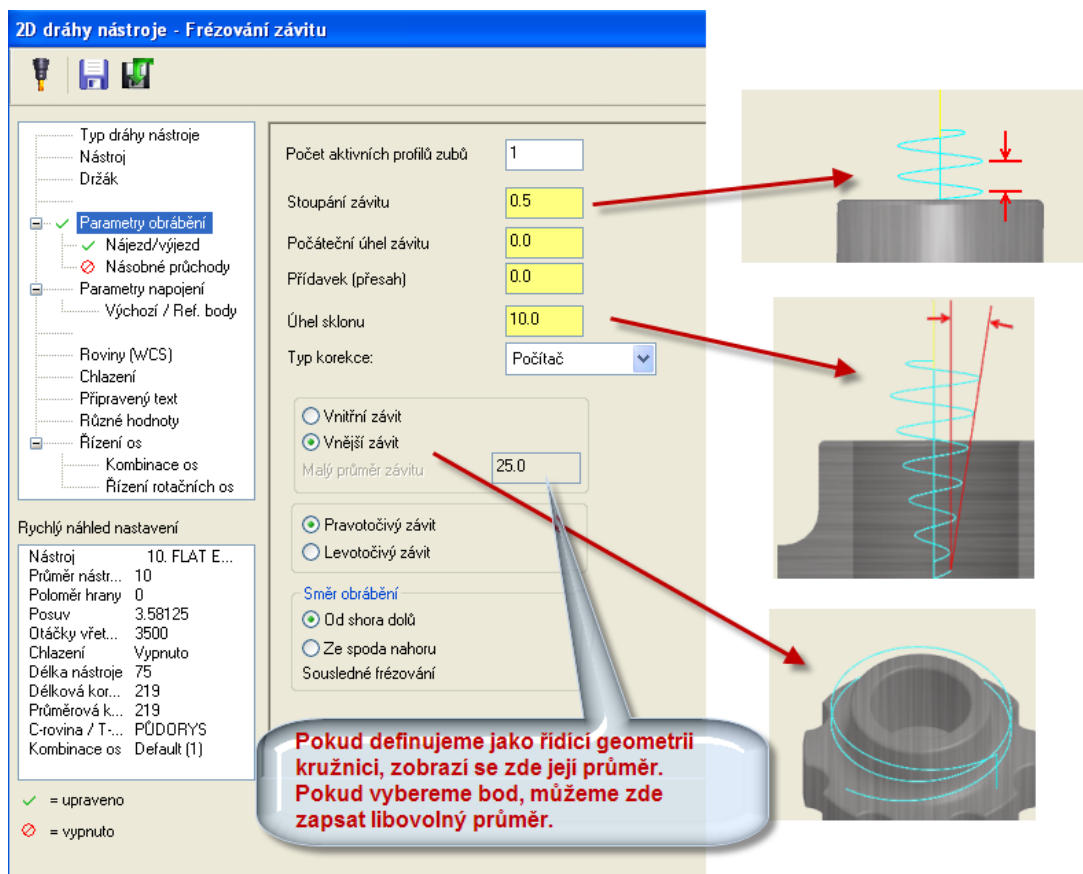 2D dráhy nástroje - Frézování závitu
Typ dráhy nástroje
Nástroj
Držák
Parametry obrábění
Nájezd/výjezd
Násobné průchody
Parametry napojení
Výchozí / Ref. body
Roviny (WCS)
Chlazení
Připravený text
Různé hodnoty
Řízení os
Kombinace os
Řízení rotačních os
Rychlý náhled nastavení
Nástroj 10. FLAT E...
Průměr nástr... 10
Poloměr hrany 0
Posuv 3.58125
Otáčky vřet... 3500
Chlazení Vypnuto
Délka nástroje 75
Délková kor... 219
Průměrová k... 219
C-rovina / T-... PŮDORYS
Kombinace os Default (1)
= upraveno
= vypnuto
Počet aktivních profilů zubů 1
Stoupání závitu 0.5
Počáteční úhel závitu 0.0
Přídavek (přesah) 0.0
Úhel sklonu 10.0
Typ korekce: Počítač
Vnitřní závit
Vnější závit
Malý průměr závitu 25.0
Pravotočivý závit
Levotočivý závit
Směr obrábění
Od shora dolů
Ze spoda nahoru
Sousledné frézování
Pokud definujeme jako řídící geometrii
kružnici, zobrazí se zde její průměr.
Pokud vybereme bod, můžeme zde
zapsat libovolný průměr.